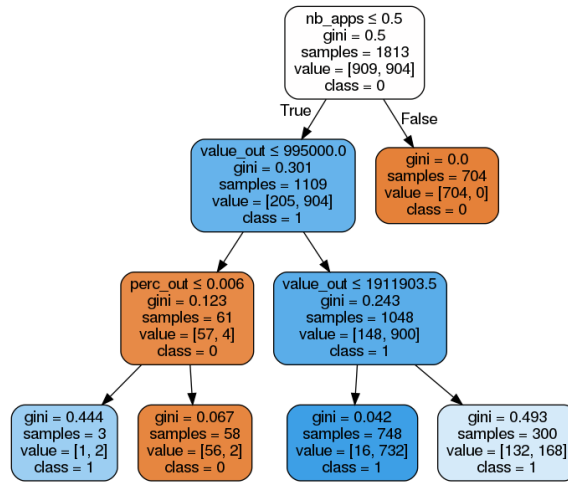 nb_apps ≤ 0.5
gini = 0.5
samples = 1813
value = [909, 904]
class = 0
True
False
value_out ≤ 995000.0
gini = 0.301
samples = 1109
value = [205, 904]
class = 1
gini = 0.0
samples = 704
value = [704, 0]
class = 0
perc_out ≤ 0.006
gini = 0.123
samples = 61
value = [57, 4]
class = 0
value_out ≤ 1911903.5
gini = 0.243
samples = 1048
value = [148, 900]
class = 1
gini = 0.444
samples = 3
value = [1, 2]
class = 1
gini = 0.067
samples = 58
value = [56, 2]
class = 0
gini = 0.042
samples = 748
value = [16, 732]
class = 1
gini = 0.493
samples = 300
value = [132, 168]
class = 1